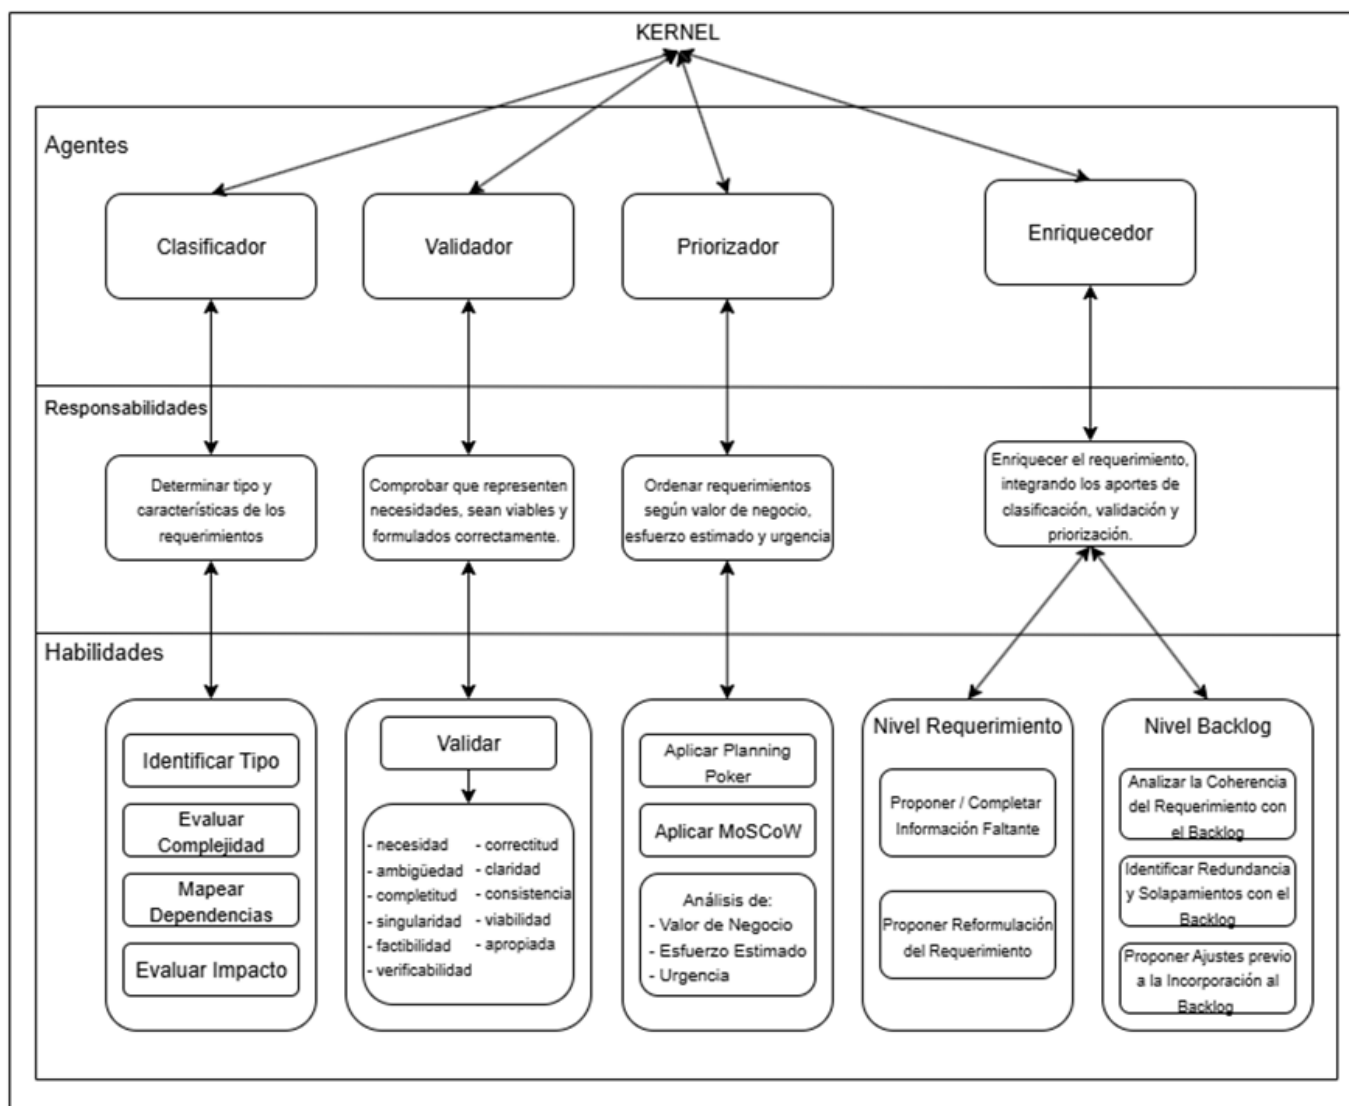 KERNEL
Agentes
Clasificador
Validador
Priorizador
Enriquecedor
Responsabilidades
Determinar tipo y
características de los
requerimientos
Comprobar que representen
necesidades, sean viables y
formulados correctamente.
Ordenar requerimientos
según valor de negocio,
esfuerzo estimado y urgencia
Enriquecer el requerimiento,
integrando los aportes de
clasificación, validación y
priorización.
Habilidades
Identificar Tipo
Evaluar
Complejidad
Mapear
Dependencias
Evaluar Impacto
Validar
- necesidad
- ambigüedad
- completitud
- singularidad
- factibilidad
- verificabilidad
- correctitud
- claridad
- consistencia
- viabilidad
- apropiada
Aplicar Planning
Poker
Aplicar MoSCoW
Análisis de:
- Valor de Negocio
- Esfuerzo Estimado
- Urgencia
Nivel Requerimiento
Proponer / Completar
Información Faltante
Proponer Reformulación
del Requerimiento
Nivel Backlog
Analizar la Coherencia
del Requerimiento con
el Backlog
Identificar Redundancia
y Solapamientos con el
Backlog
Proponer Ajustes previo
a la Incorporación al
Backlog